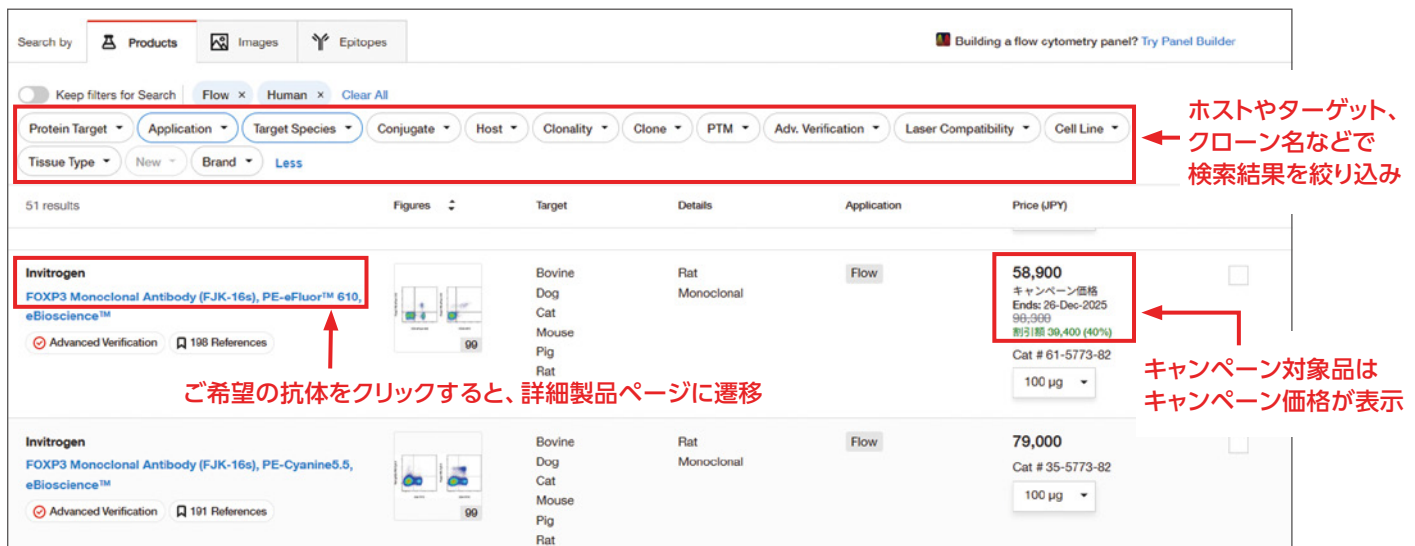 Search by
Products
Images
Epitopes
Building a flow cytometry panel? Try Panel Builder
Keep filters for Search
Flow ×
Human ×
Clear All
Protein Target
Application
Target Species
Conjugate
Host
Clonality
Clone
PTM
Adv. Verification
Laser Compatibility
Cell Line
Tissue Type
New
Brand
Less
ホストやターゲット、
クローン名などで
検索結果を絞り込み
51 results
Figures
Target
Details
Application
Price (JPY)
Invitrogen
FOXP3 Monoclonal Antibody (FJK-16s), PE-eFluor™ 610,
eBioscience™
Advanced Verification
198 References
99
Bovine
Dog
Cat
Mouse
Pig
Rat
Rat
Monoclonal
Flow
58,900
キャンペーン価格
Ends: 26-Dec-2025
98,300
割引額 39,400 (40%)
Cat # 61-5773-82
100 µg
ご希望の抗体をクリックすると、詳細製品ページに遷移
キャンペーン対象品は
キャンペーン価格が表示
Invitrogen
FOXP3 Monoclonal Antibody (FJK-16s), PE-Cyanine5.5,
eBioscience™
Advanced Verification
191 References
99
Bovine
Dog
Cat
Mouse
Pig
Rat
Rat
Monoclonal
Flow
79,000
Cat # 35-5773-82
100 µg